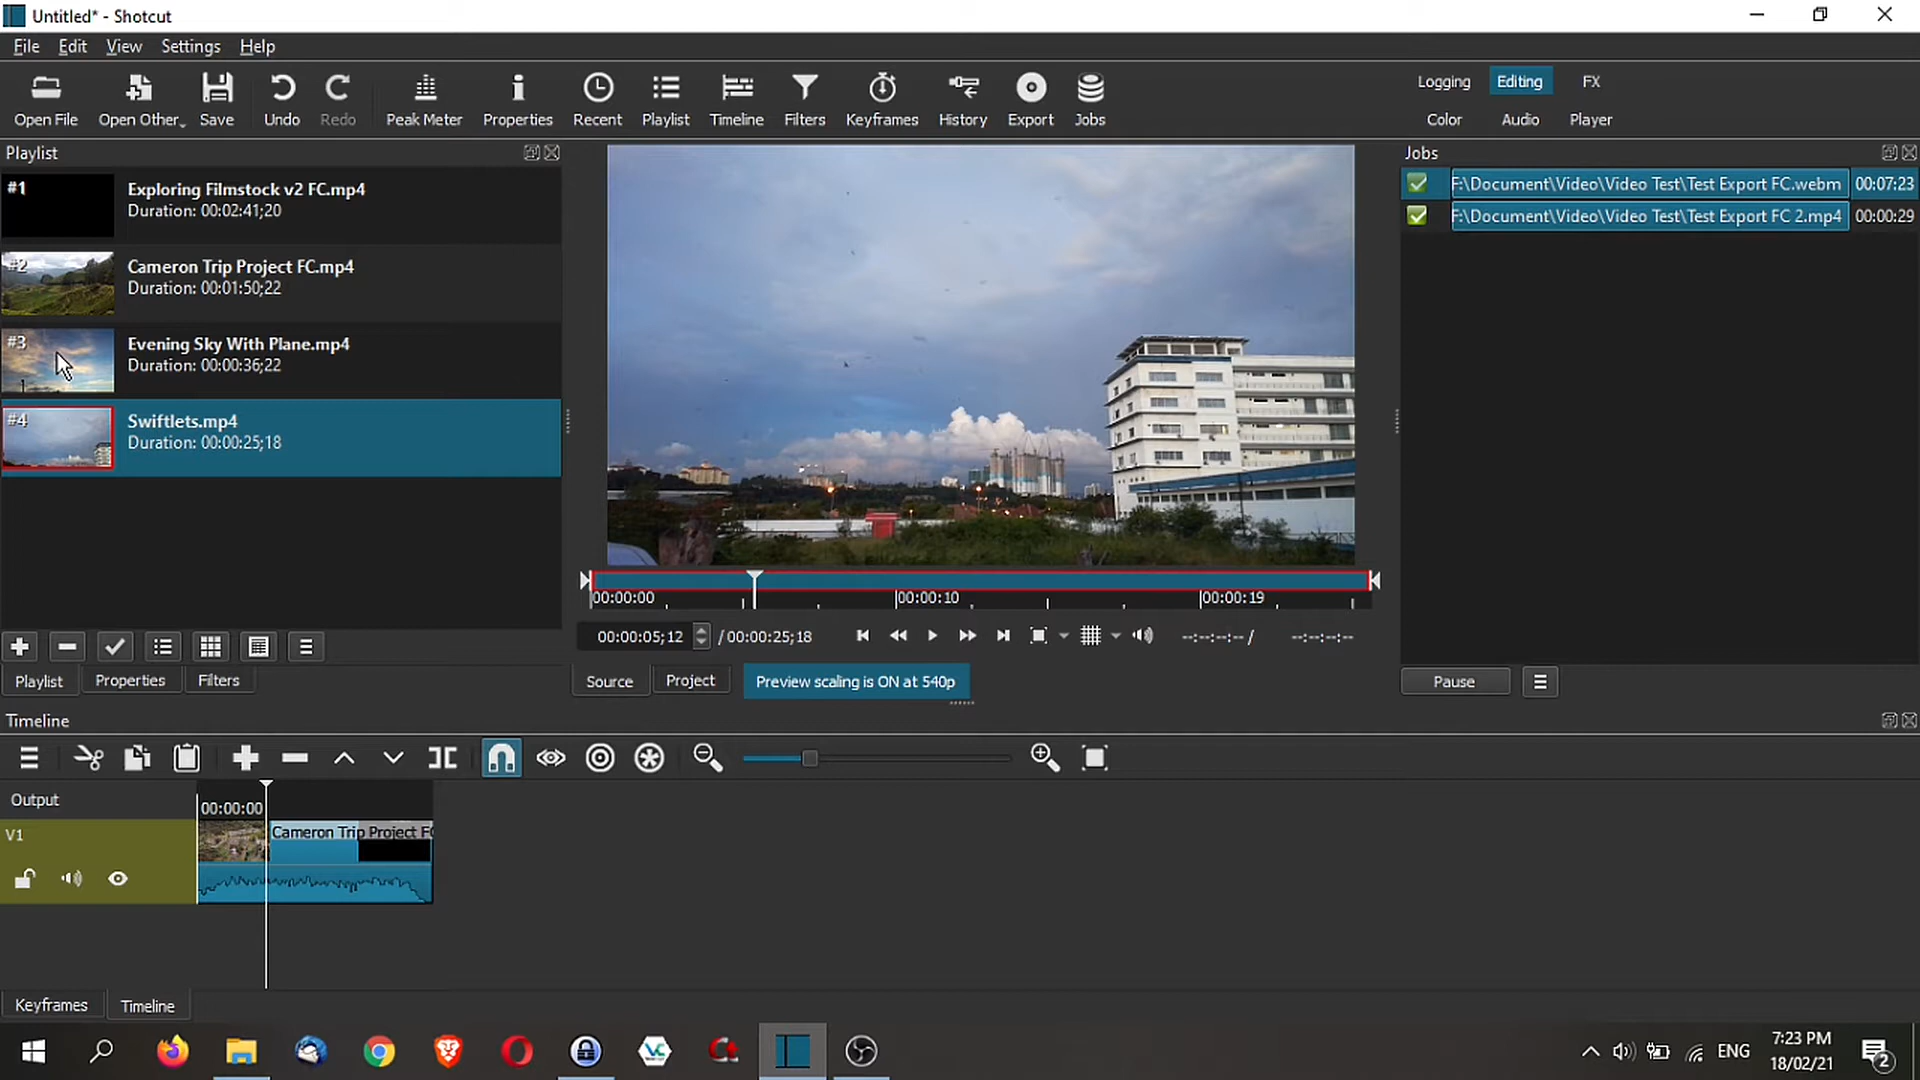 Untitled* - Shotcut
File Edit View Settings Help
Open File Open Other Save Undo Redo Peak Meter Properties Recent Playlist Timeline Filters Keyframes History Export Jobs
Logging Editing FX
Color Audio Player
Playlist
#1 Exploring Filmstock v2 FC.mp4
Duration: 00:02:41;20
#2 Cameron Trip Project FC.mp4
Duration: 00:01:50;22
#3 Evening Sky With Plane.mp4
Duration: 00:00:36;22
#4 Swiftlets.mp4
Duration: 00:00:25;18
Playlist Properties Filters
00:00:00 00:00:10 00:00:19
00:00:05;12 / 00:00:25;18 --:--:--:-- / --:--:--:--
Source Project Preview scaling is ON at 540p
Jobs
F:\Document\Video\Video Test\Test Export FC.webm 00:07:23
F:\Document\Video\Video Test\Test Export FC 2.mp4 00:00:29
Pause
Timeline
Output
00:00:00
V1
Cameron Trip Project FC
Keyframes Timeline
ENG
7:23 PM
18/02/21
2